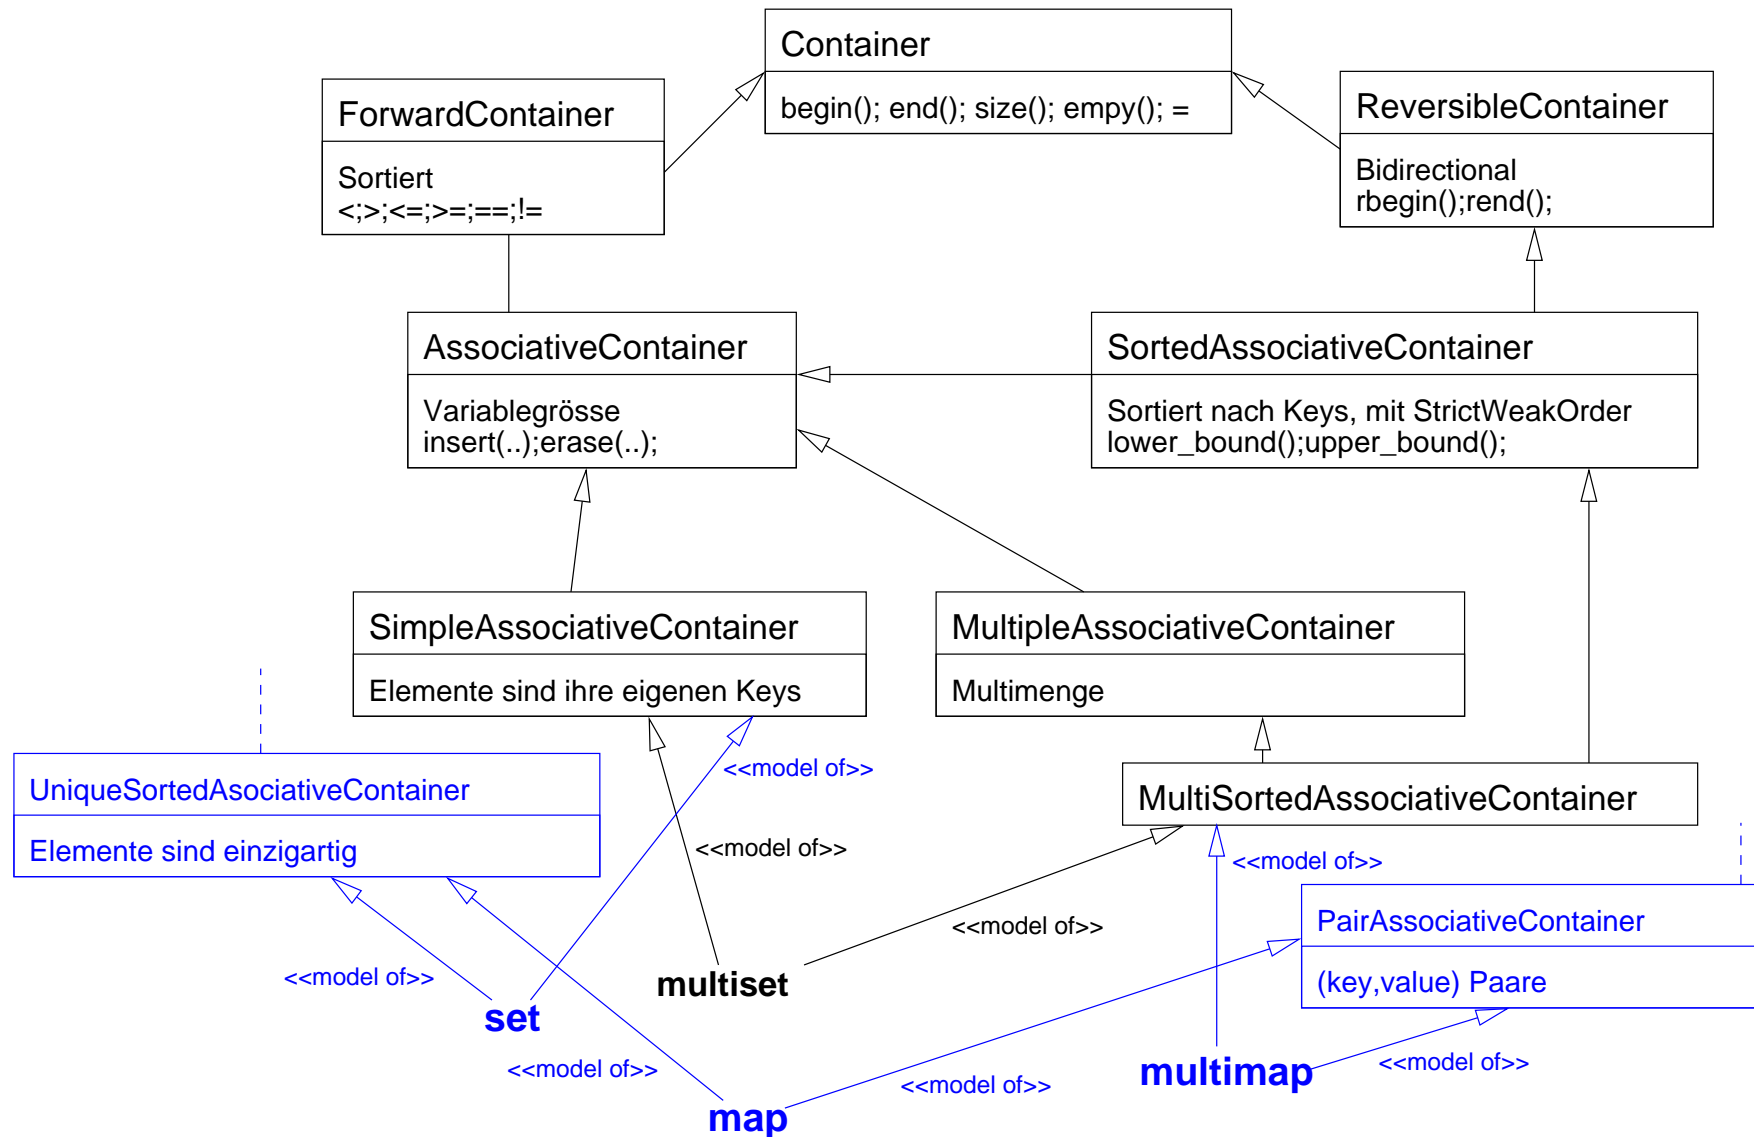 Container
begin(); end(); size(); empy(); =
ForwardContainer
Sortiert
<;>;<=;>=;==;!=
ReversibleContainer
Bidirectional
rbegin();rend();
AssociativeContainer
Variablegrösse
insert(..);erase(..);
SortedAssociativeContainer
Sortiert nach Keys, mit StrictWeakOrder
lower_bound();upper_bound();
SimpleAssociativeContainer
Elemente sind ihre eigenen Keys
MultipleAssociativeContainer
Multimenge
UniqueSortedAsociativeContainer
Elemente sind einzigartig
<<model of>>
MultiSortedAssociativeContainer
<<model of>>
<<model of>>
PairAssociativeContainer
(key,value) Paare
<<model of>>
<<model of>>
multiset
set
<<model of>>
<<model of>>
multimap
<<model of>>
map